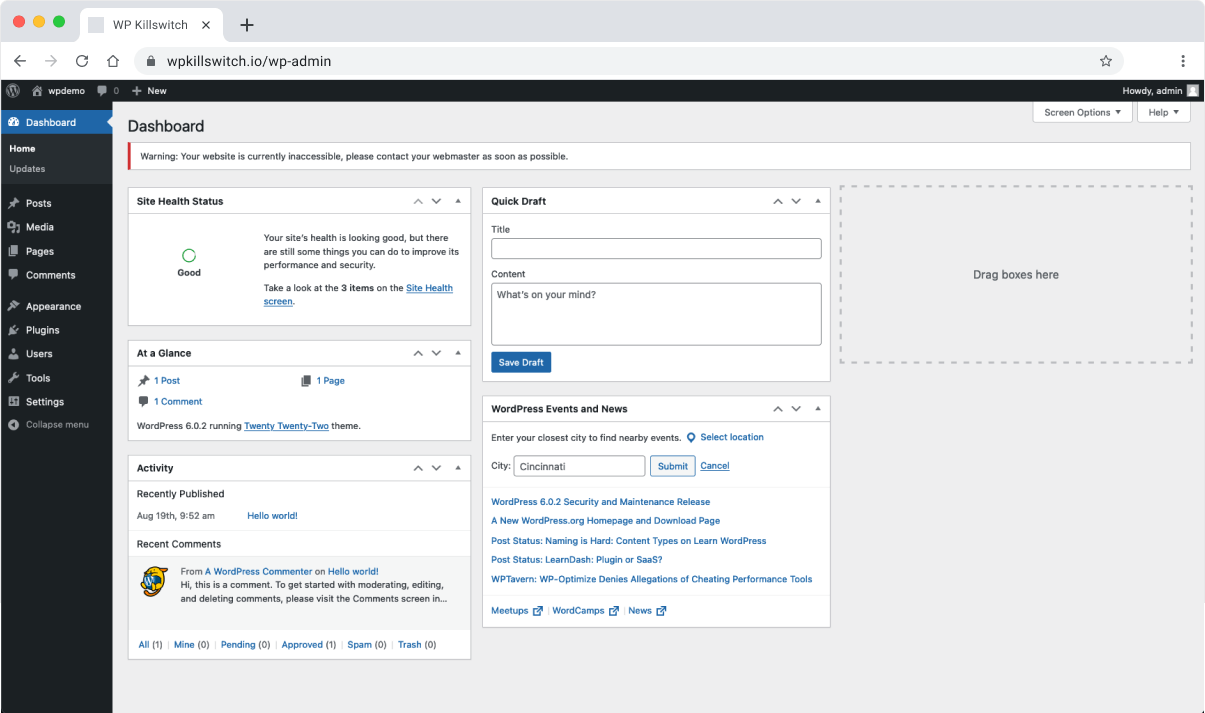 WP Killswitch
wpkillswitch.io/wp-admin
wpdemo 0 New Howdy, admin
Dashboard
Home
Updates
Posts
Media
Pages
Comments
Appearance
Plugins
Users
Tools
Settings
Collapse menu
Screen Options Help
Dashboard
Warning: Your website is currently inaccessible, please contact your webmaster as soon as possible.
Site Health Status
Good
Your site's health is looking good, but there
are still some things you can do to improve its
performance and security.
Take a look at the 3 items on the Site Health
screen.
At a Glance
1 Post 1 Page
1 Comment
WordPress 6.0.2 running Twenty Twenty-Two theme.
Activity
Recently Published
Aug 19th, 9:52 am Hello world!
Recent Comments
From A WordPress Commenter on Hello world!
Hi, this is a comment. To get started with moderating, editing,
and deleting comments, please visit the Comments screen in...
All (1) | Mine (0) | Pending (0) | Approved (1) | Spam (0) | Trash (0)
Quick Draft
Title
Content
What's on your mind?
Save Draft
WordPress Events and News
Enter your closest city to find nearby events. Select location
City: Cincinnati Submit Cancel
WordPress 6.0.2 Security and Maintenance Release
A New WordPress.org Homepage and Download Page
Post Status: Naming is Hard: Content Types on Learn WordPress
Post Status: LearnDash: Plugin or SaaS?
WPTavern: WP-Optimize Denies Allegations of Cheating Performance Tools
Meetups | WordCamps | News
Drag boxes here